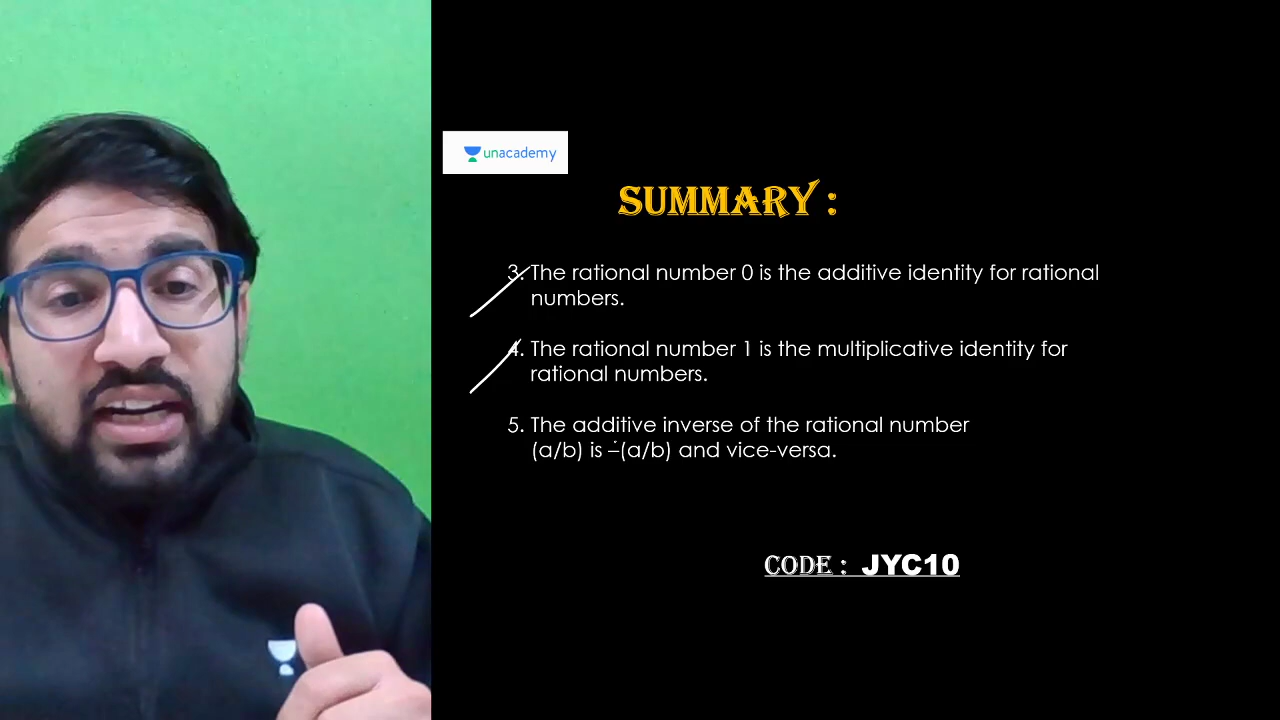 unacademy
SUMMARY :
3. The rational number 0 is the additive identity for rational
numbers.
4. The rational number 1 is the multiplicative identity for
rational numbers.
5. The additive inverse of the rational number
(a/b) is –(a/b) and vice-versa.
CODE : JYC10